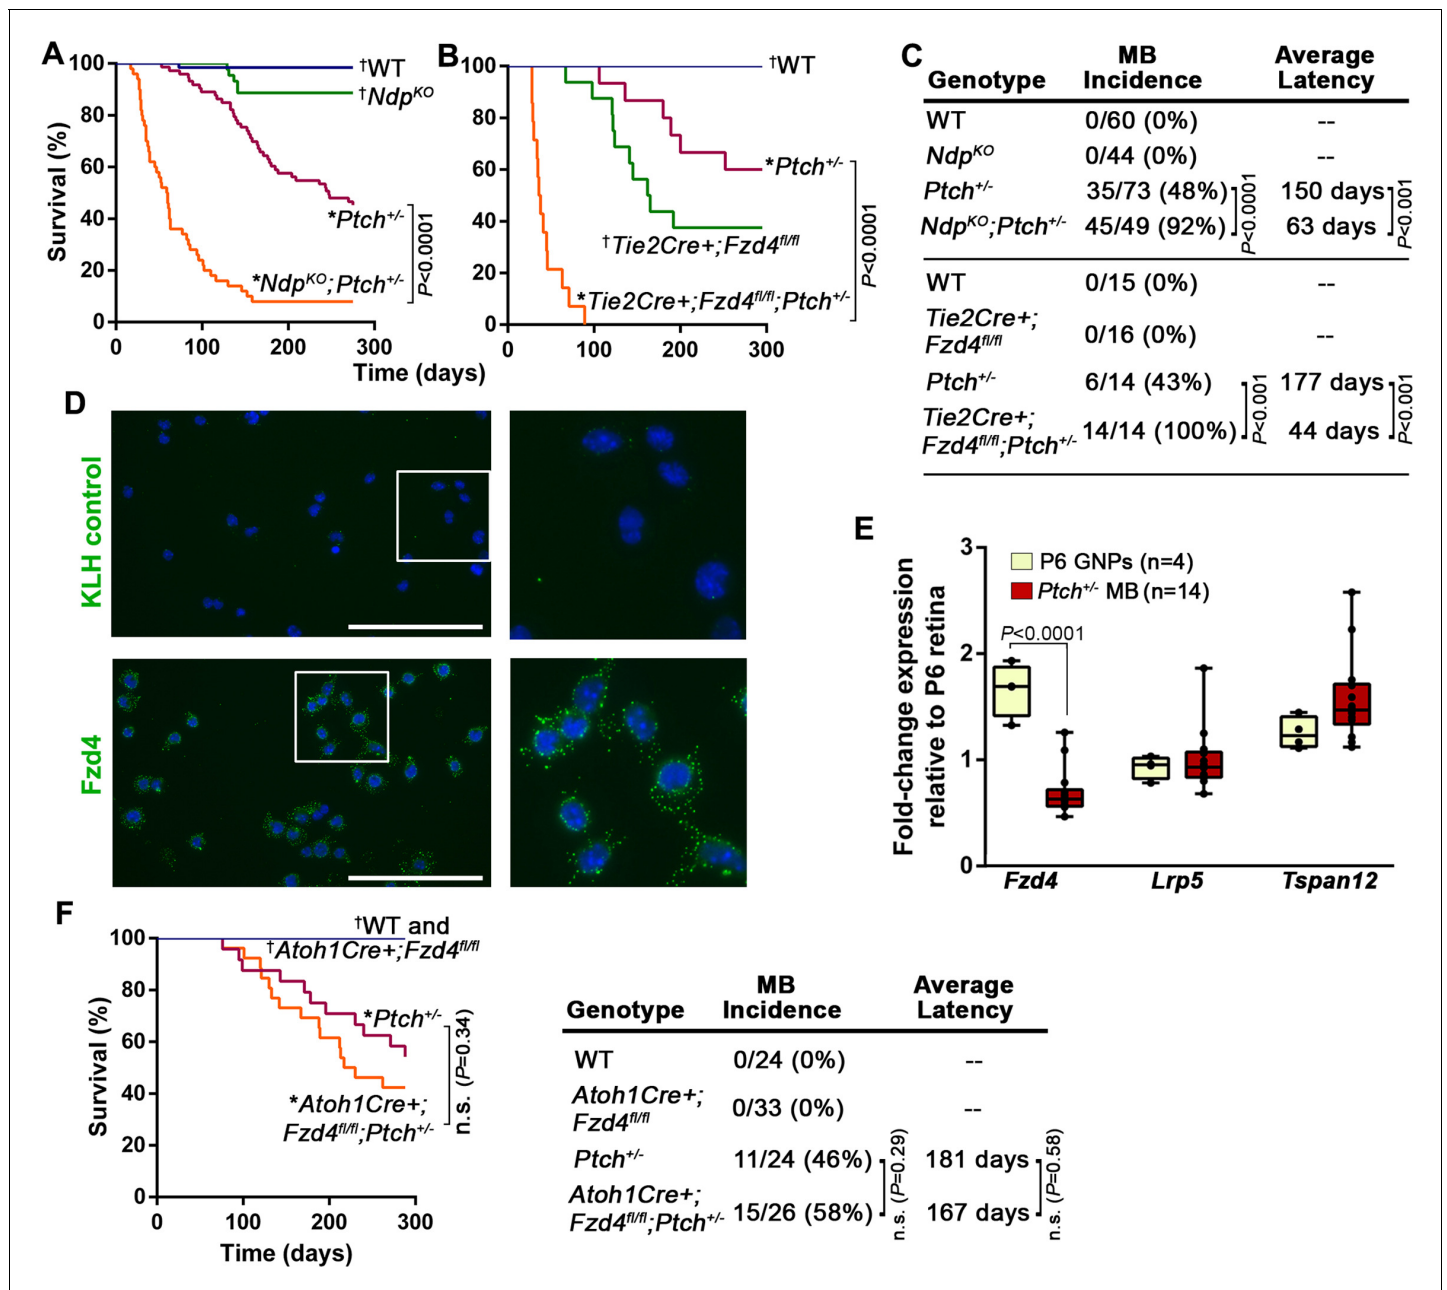 A
100
80
60
40
20
0
Survival (%)
†WT
†NdpKO
*Ptch+/-
*NdpKO;Ptch+/-
P<0.0001
0 100 200 300
Time (days)
B
100
80
60
40
20
0
†WT
*Ptch+/-
†Tie2Cre+;Fzd4fl/fl
*Tie2Cre+;Fzd4fl/fl;Ptch+/-
P<0.0001
0 100 200 300
C
MB Average
Genotype Incidence Latency
WT 0/60 (0%) --
NdpKO 0/44 (0%) --
Ptch+/- 35/73 (48%) 150 days
NdpKO;Ptch+/- 45/49 (92%) 63 days
P<0.0001
P<0.001
WT 0/15 (0%) --
Tie2Cre+;
Fzd4fl/fl 0/16 (0%) --
Ptch+/- 6/14 (43%) 177 days
Tie2Cre+;
Fzd4fl/fl;Ptch+/- 14/14 (100%) 44 days
P<0.001
P<0.001
D
KLH control
Fzd4
E
Fold-change expression
relative to P6 retina
3
2
1
0
P6 GNPs (n=4)
Ptch+/- MB (n=14)
P<0.0001
Fzd4 Lrp5 Tspan12
F
100
80
60
40
20
0
Survival (%)
†WT and
†Atoh1Cre+;Fzd4fl/fl
*Ptch+/-
*Atoh1Cre+;
Fzd4fl/fl;Ptch+/-
n.s. (P=0.34)
0 100 200 300
Time (days)
MB Average
Genotype Incidence Latency
WT 0/24 (0%) --
Atoh1Cre+;
Fzd4fl/fl 0/33 (0%) --
Ptch+/- 11/24 (46%) 181 days
Atoh1Cre+;
Fzd4fl/fl;Ptch+/- 15/26 (58%) 167 days
n.s. (P=0.29)
n.s. (P=0.58)